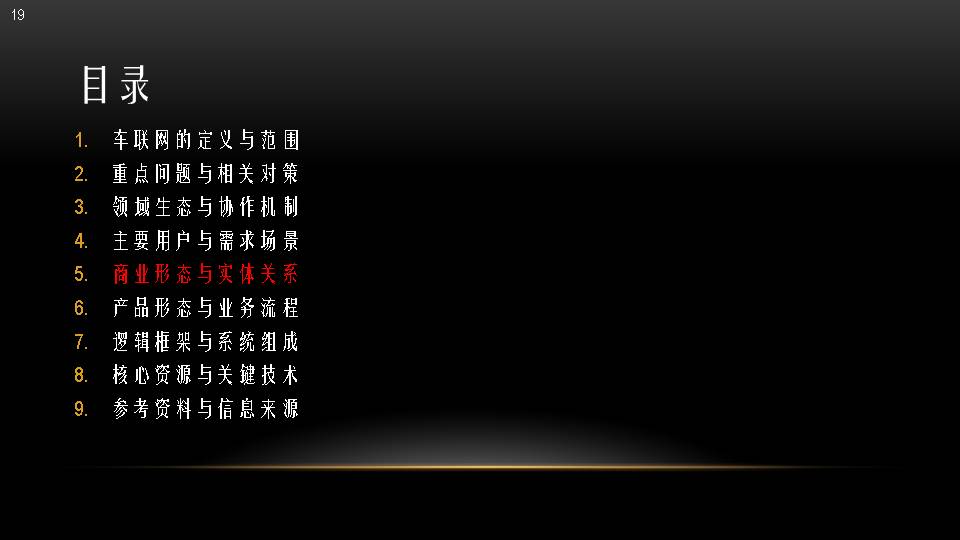 19
目录
1. 车联网的定义与范围
2. 重点问题与相关对策
3. 领域生态与协作机制
4. 主要用户与需求场景
5. 商业形态与实体关系
6. 产品形态与业务流程
7. 逻辑框架与系统组成
8. 核心资源与关键技术
9. 参考资料与信息来源